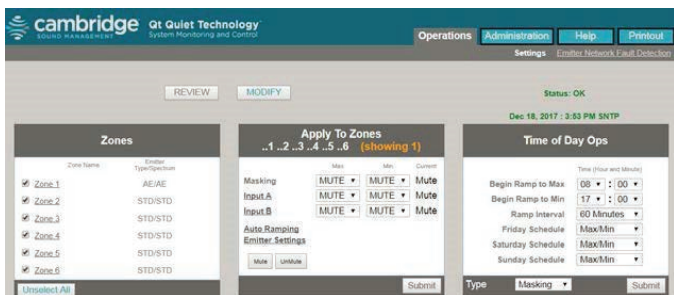 cambridge
SOUND MANAGEMENT
Qt Quiet Technology
System Monitoring and Control
Operations Administration Help Printout
Settings Emitter Network Fault Detection
REVIEW MODIFY
Status: OK
Dec 18, 2017 : 3:53 PM SNTP
Zones
Zone Name Emitter Type/Spectrum
Zone 1 AE/AE
Zone 2 STD/STD
Zone 3 STD/STD
Zone 4 STD/STD
Zone 5 STD/STD
Zone 6 STD/STD
Unselect All
Apply To Zones
..1 ..2 ..3 ..4 ..5 ..6 (showing 1)
Max Min Current
Masking MUTE MUTE Mute
Input A MUTE MUTE Mute
Input B MUTE MUTE Mute
Auto Ramping
Emitter Settings
Mute UnMute
Submit
Time of Day Ops
Time (Hour and Minute)
Begin Ramp to Max 08 : 00
Begin Ramp to Min 17 : 00
Ramp Interval 60 Minutes
Friday Schedule Max/Min
Saturday Schedule Max/Min
Sunday Schedule Max/Min
Type Masking Submit